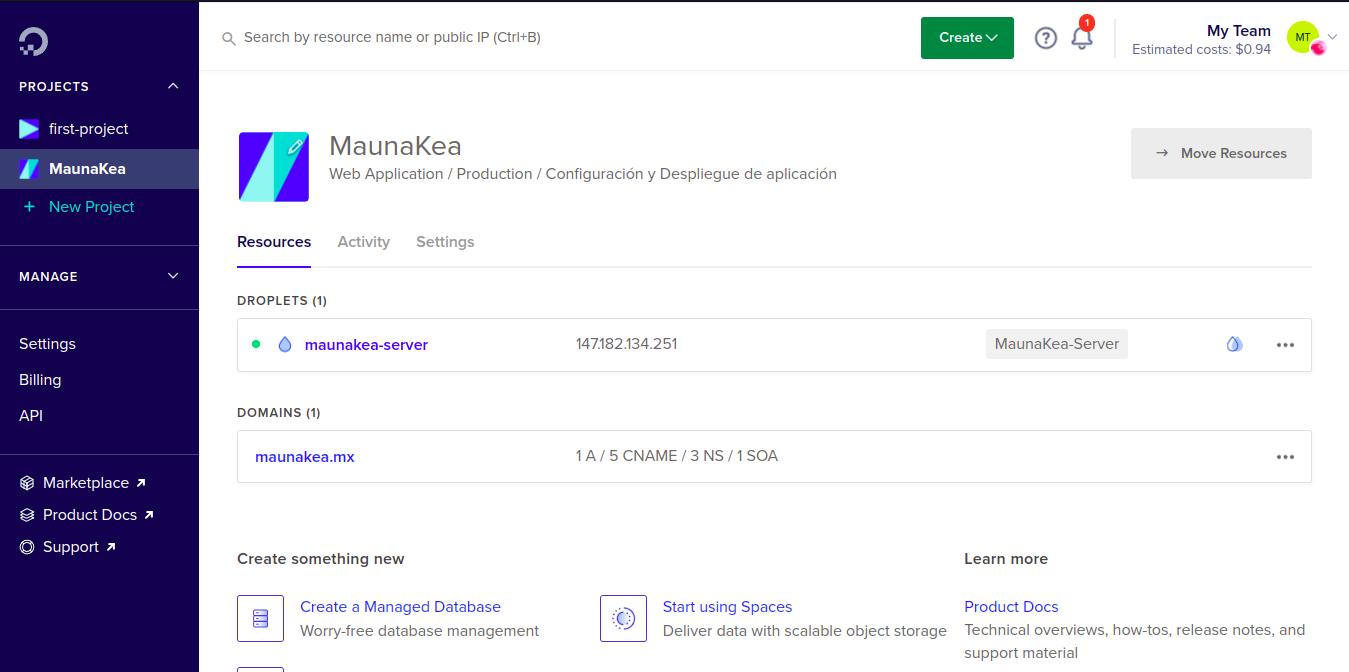 Search by resource name or public IP (Ctrl+B)
Create
1
My Team
Estimated costs: $0.94
MT
PROJECTS
first-project
MaunaKea
+ New Project
MANAGE
Settings
Billing
API
Marketplace
Product Docs
Support
MaunaKea
Web Application / Production / Configuración y Despliegue de aplicación
→ Move Resources
Resources Activity Settings
DROPLETS (1)
maunakea-server 147.182.134.251 MaunaKea-Server
DOMAINS (1)
maunakea.mx 1 A / 5 CNAME / 3 NS / 1 SOA
Create something new
Create a Managed Database
Worry-free database management
Start using Spaces
Deliver data with scalable object storage
Learn more
Product Docs
Technical overviews, how-tos, release notes, and
support material